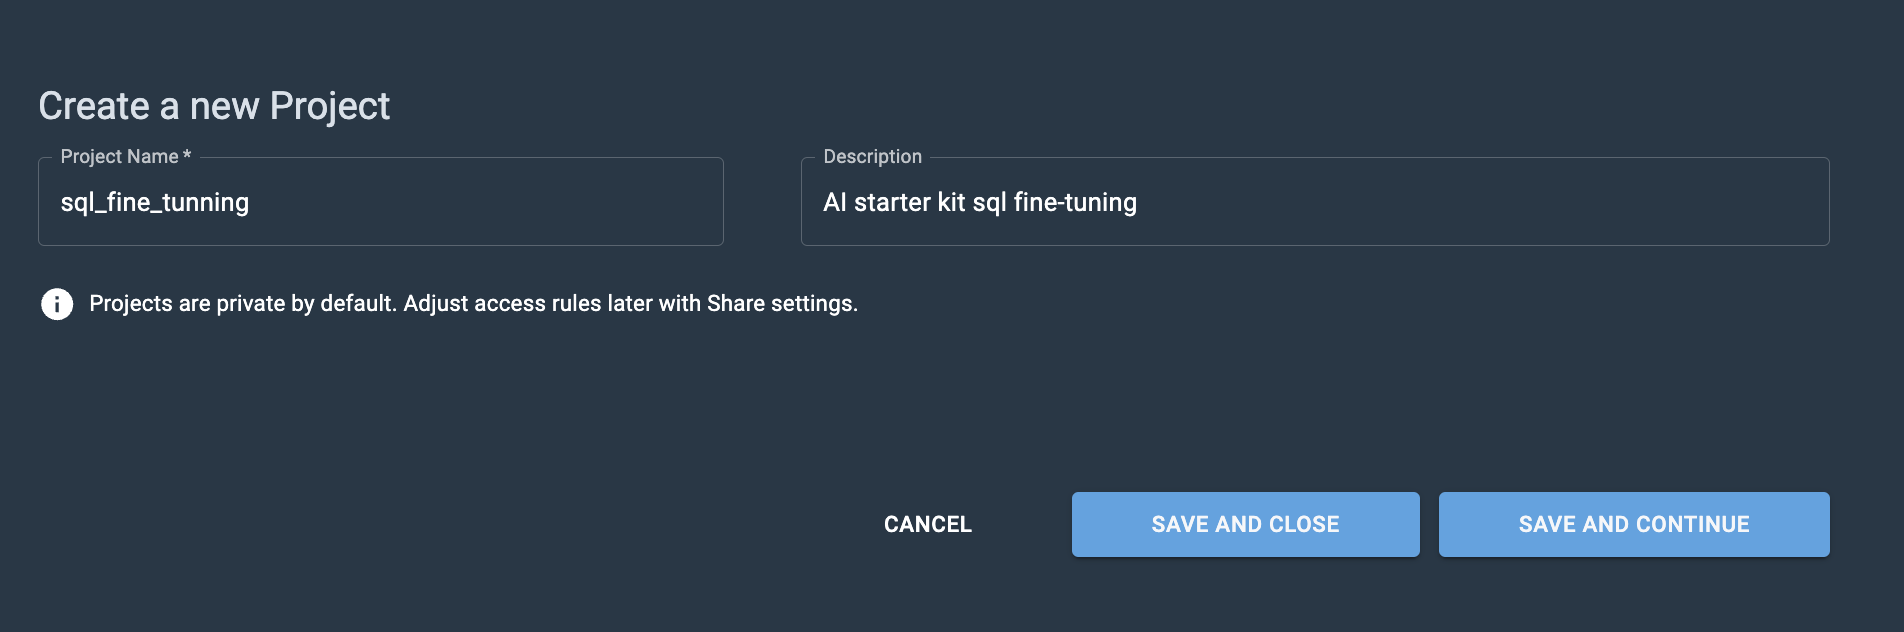 Create a new Project
Project Name *
sql_fine_tunning
Description
AI starter kit sql fine-tuning
Projects are private by default. Adjust access rules later with Share settings.
CANCEL
SAVE AND CLOSE
SAVE AND CONTINUE